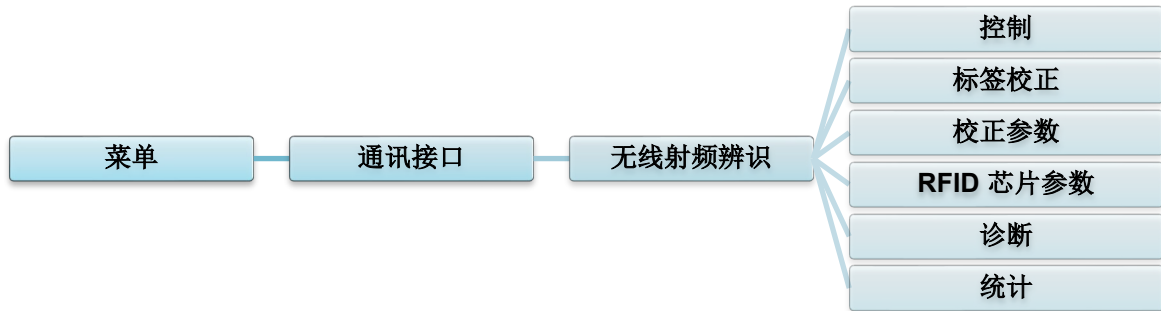 菜单
通讯接口
无线射频辨识
控制
标签校正
校正参数
RFID 芯片参数
诊断
统计